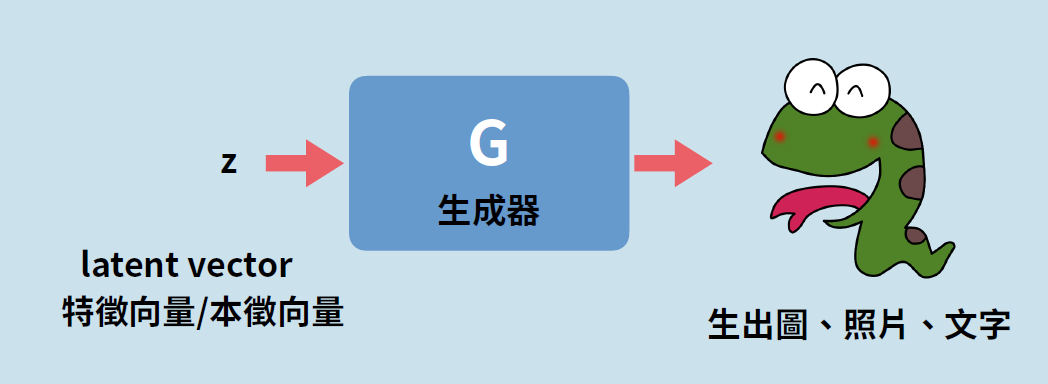 z
G
生成器
latent vector
特徵向量/本徵向量
生出圖、照片、文字